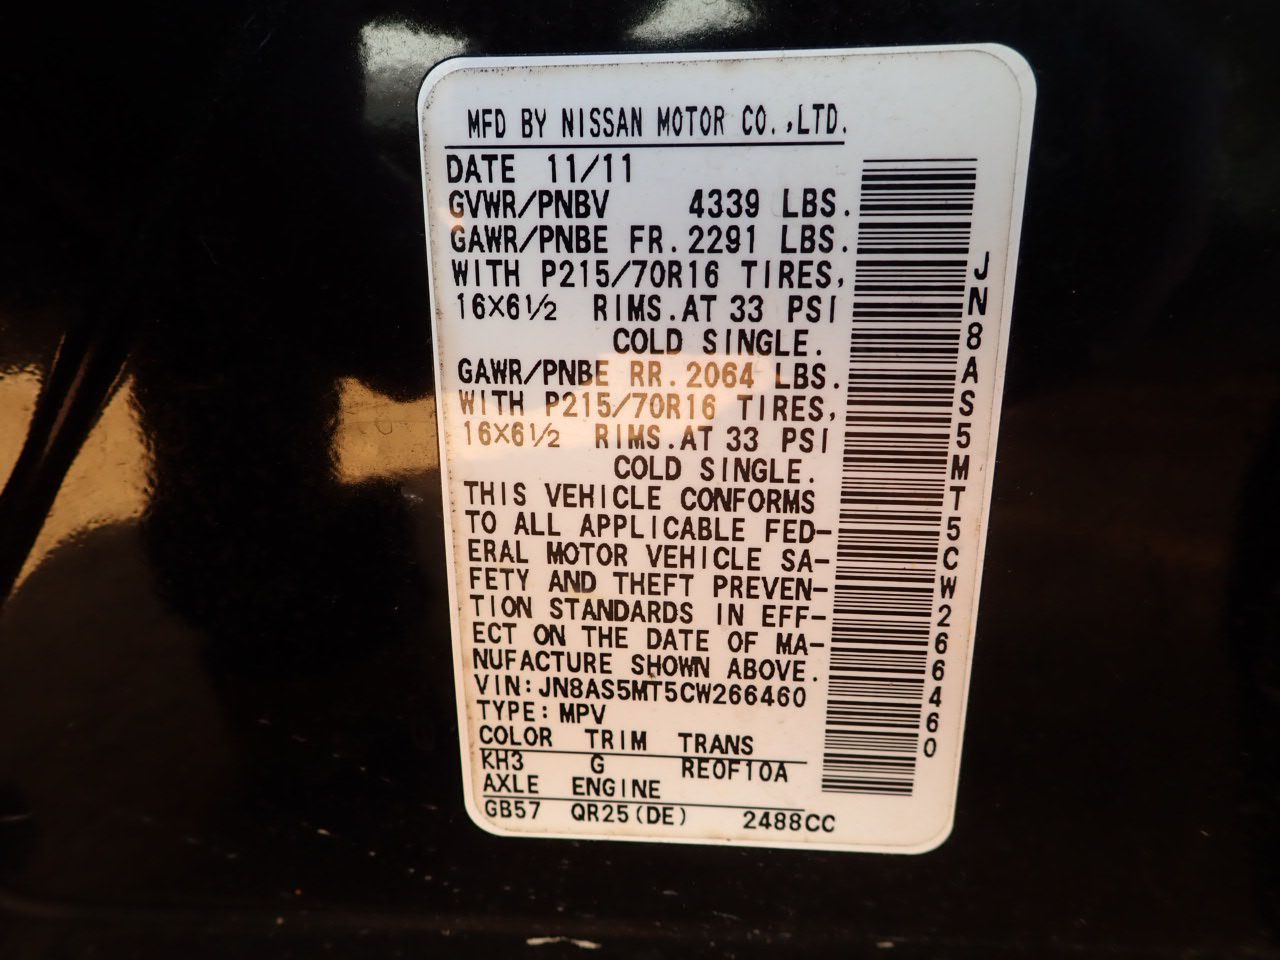 MFD BY NISSAN MOTOR CO.,LTD.
DATE 11/11
GVWR/PNBV 4339 LBS.
GAWR/PNBE FR.2291 LBS.
WITH P215/70R16 TIRES,
16X6½ RIMS.AT 33 PSI
COLD SINGLE.
GAWR/PNBE RR.2064 LBS.
WITH P215/70R16 TIRES,
16X6½ RIMS.AT 33 PSI
COLD SINGLE.
THIS VEHICLE CONFORMS
TO ALL APPLICABLE FED-
ERAL MOTOR VEHICLE SA-
FETY AND THEFT PREVEN-
TION STANDARDS IN EFF-
ECT ON THE DATE OF MA-
NUFACTURE SHOWN ABOVE.
VIN:JN8AS5MT5CW266460
TYPE:MPV
COLOR TRIM TRANS
KH3 G RE0F10A
AXLE ENGINE
GB57 QR25(DE) 2488CC
JN8AS5MT5CW266460